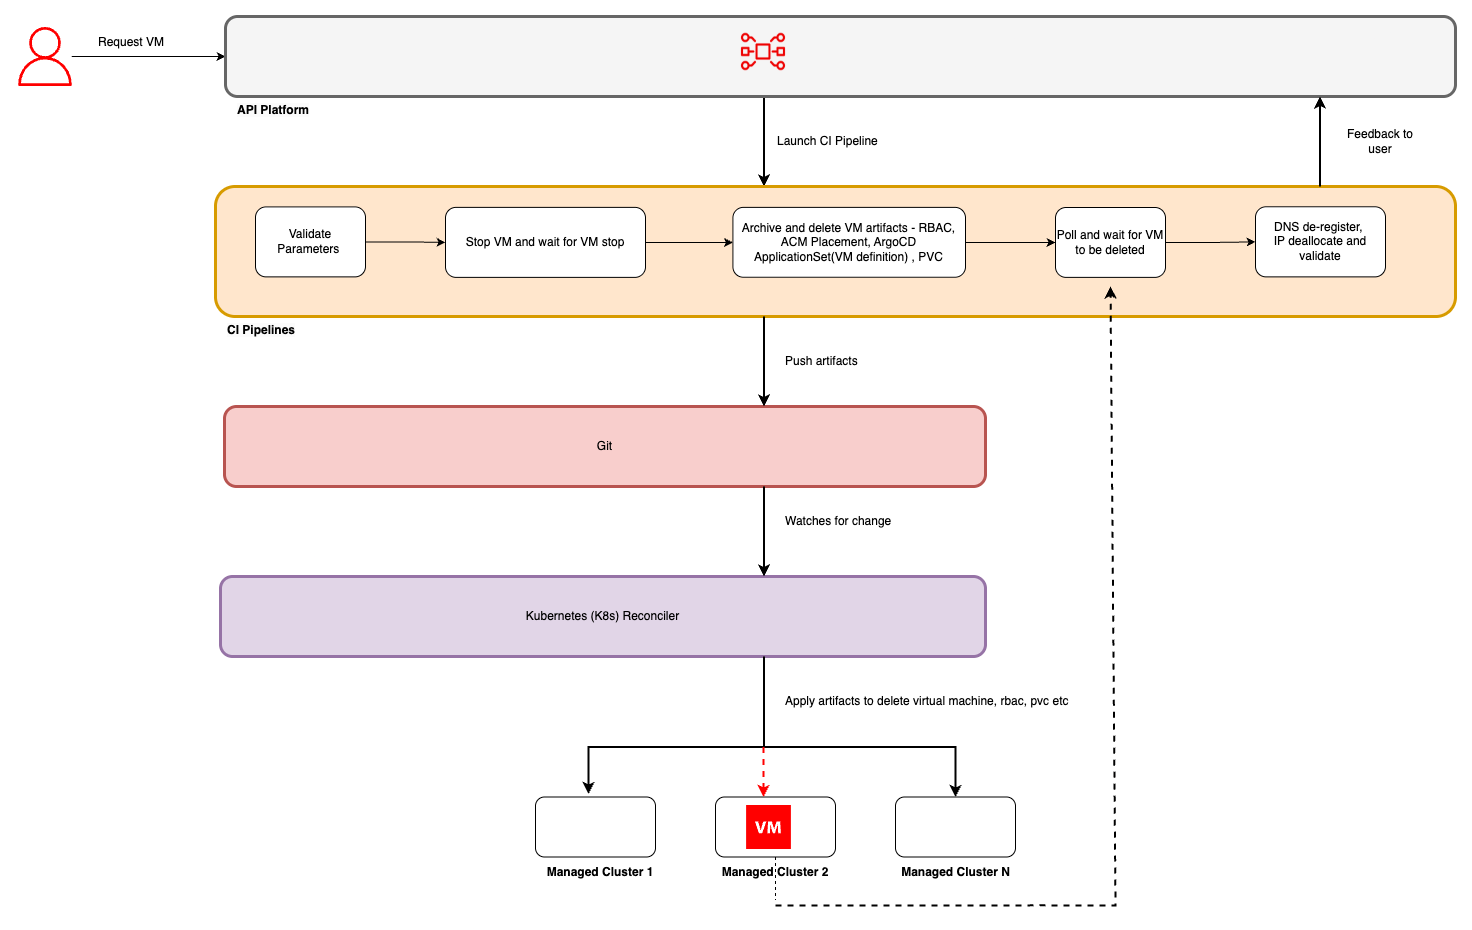 Request VM
API Platform
Launch CI Pipeline
Feedback to
user
Validate
Parameters
Stop VM and wait for VM stop
Archive and delete VM artifacts - RBAC,
ACM Placement, ArgoCD
ApplicationSet(VM definition) , PVC
Poll and wait for VM
to be deleted
DNS de-register,
IP deallocate and
validate
CI Pipelines
Push artifacts
Git
Watches for change
Kubernetes (K8s) Reconciler
Apply artifacts to delete virtual machine, rbac, pvc etc
VM
Managed Cluster 1
Managed Cluster 2
Managed Cluster N